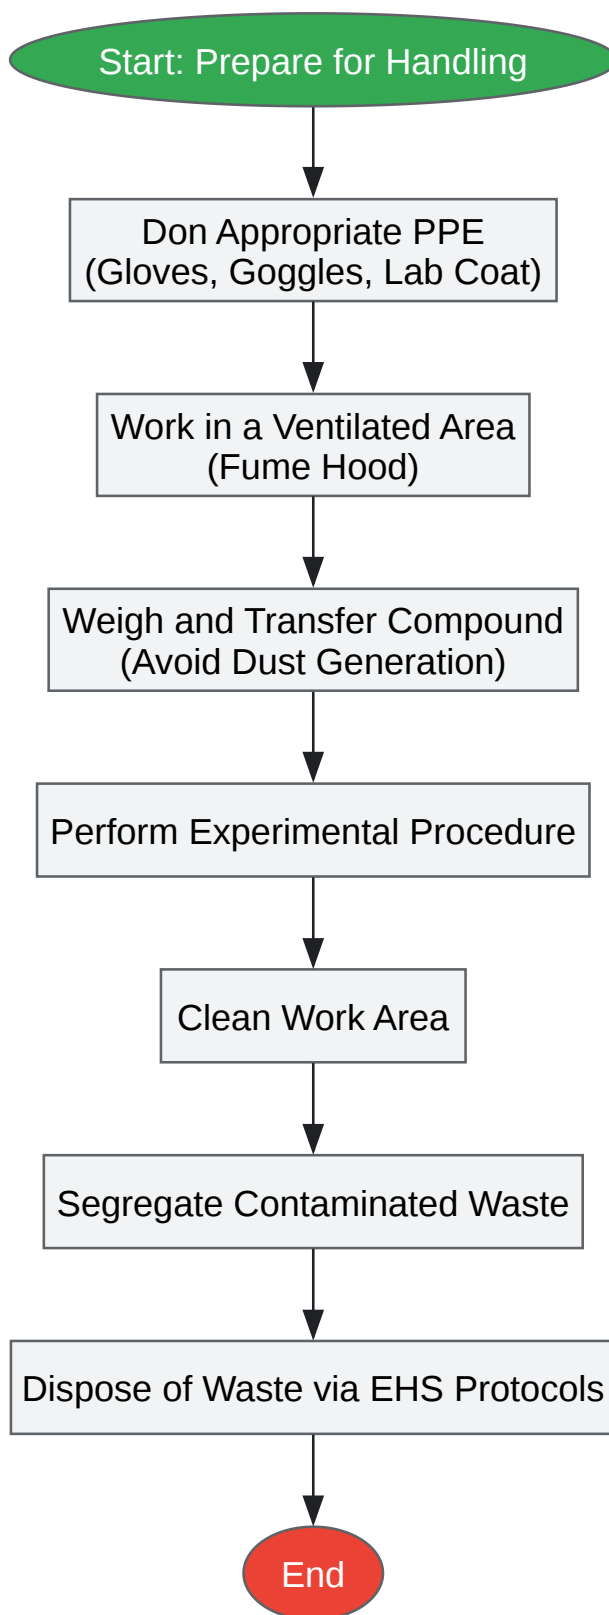 Start: Prepare for Handling
Don Appropriate PPE
(Gloves, Goggles, Lab Coat)
Work in a Ventilated Area
(Fume Hood)
Weigh and Transfer Compound
(Avoid Dust Generation)
Perform Experimental Procedure
Clean Work Area
Segregate Contaminated Waste
Dispose of Waste via EHS Protocols
End